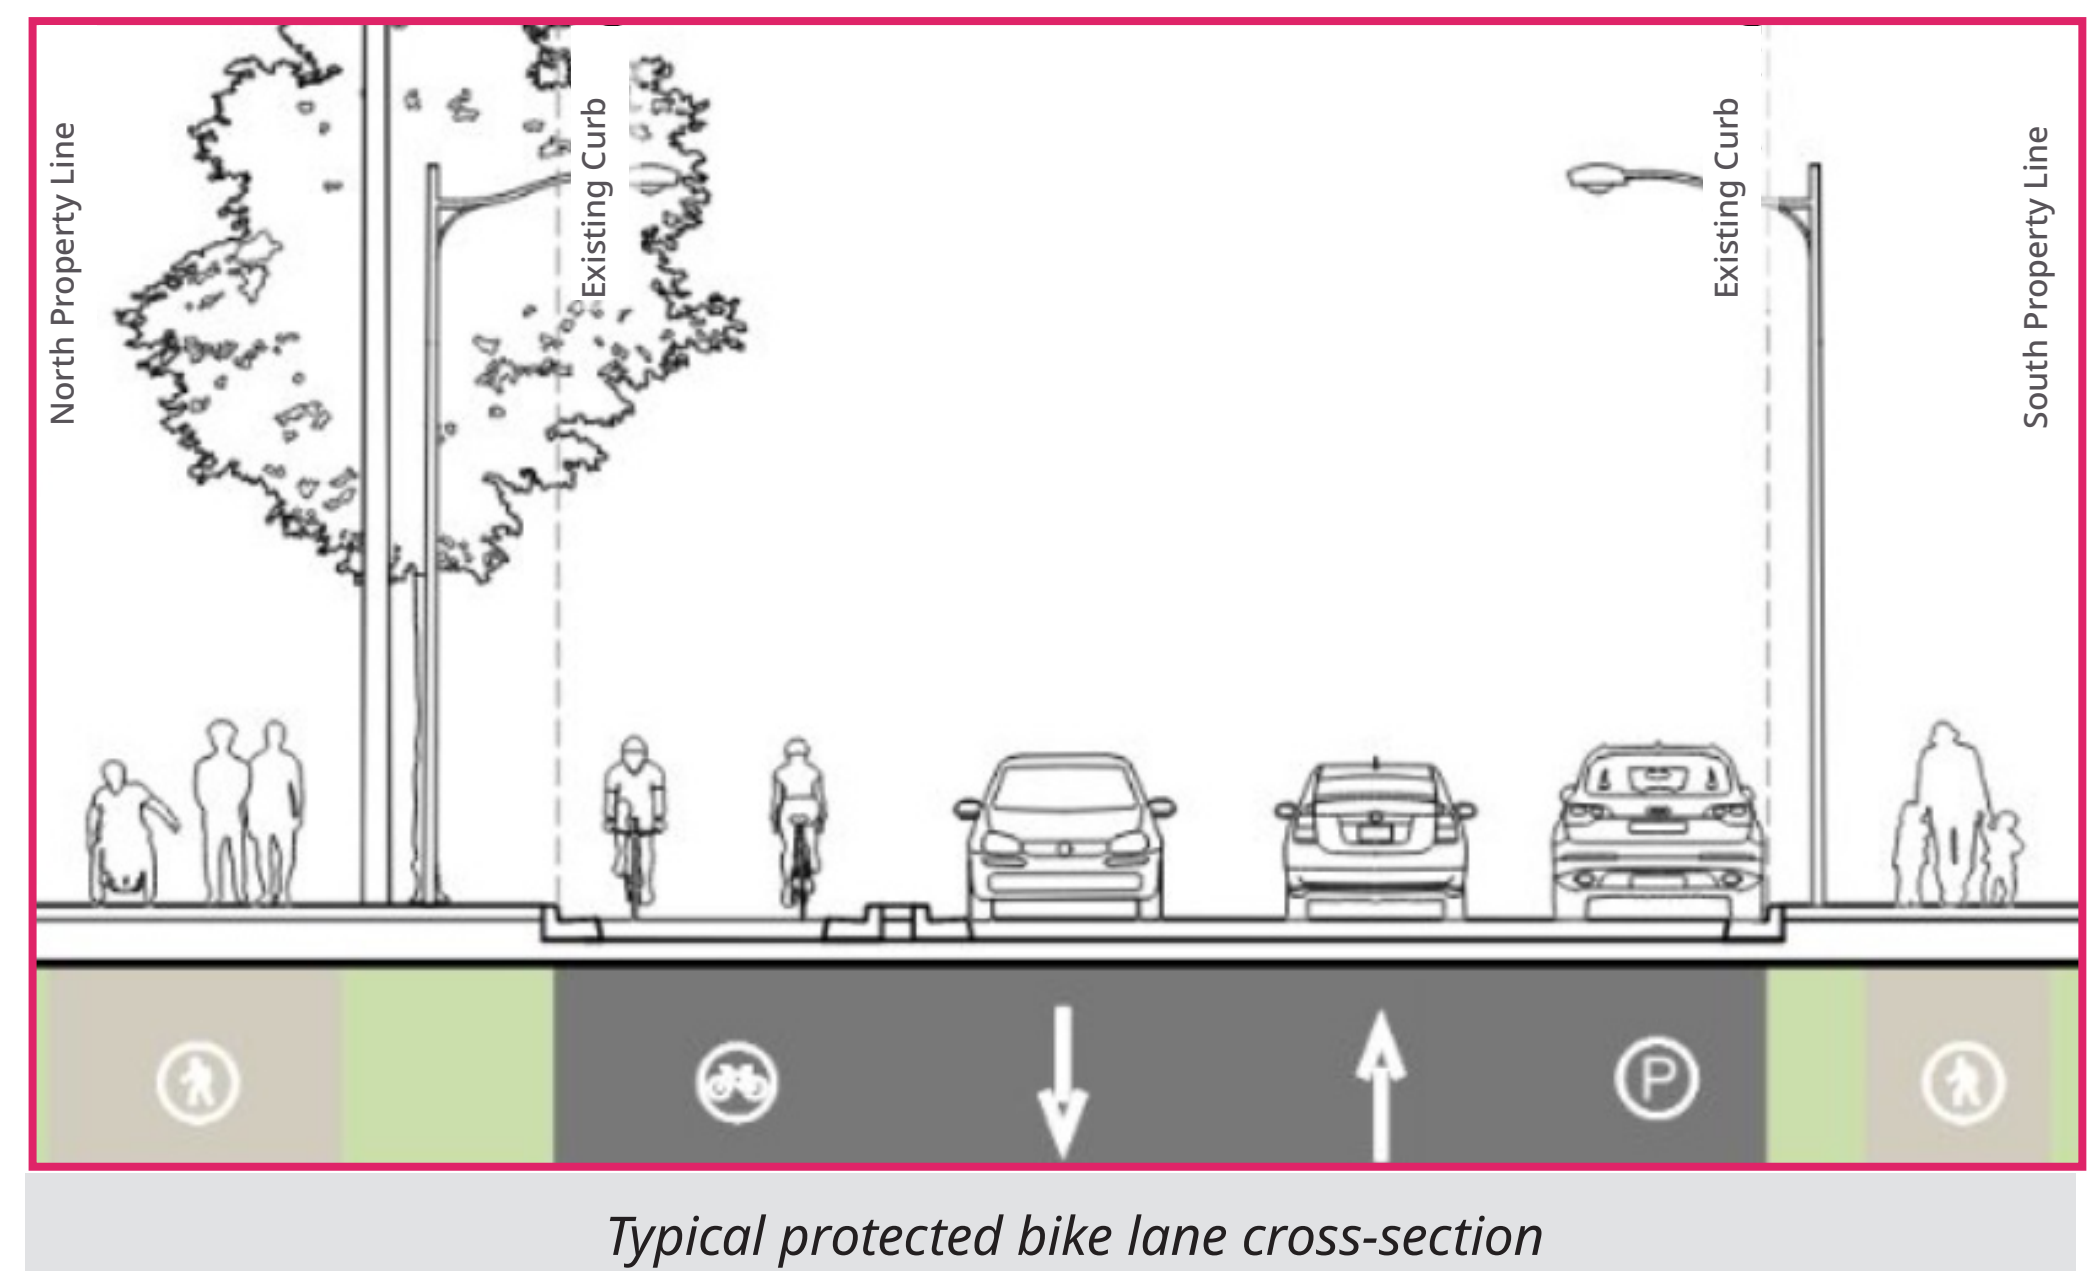 North Property Line
Existing Curb
Existing Curb
South Property Line
P
Typical protected bike lane cross-section